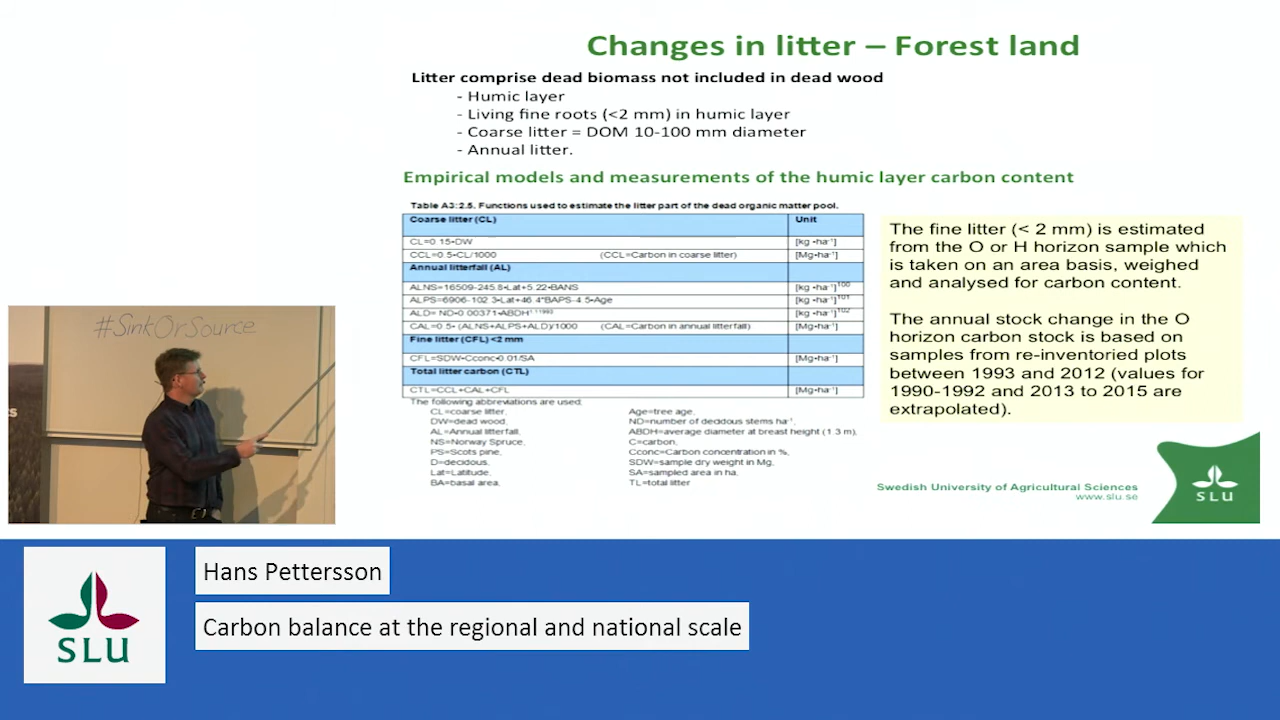 Changes in litter – Forest land
Litter comprise dead biomass not included in dead wood
- Humic layer
- Living fine roots (<2 mm) in humic layer
- Coarse litter = DOM 10-100 mm diameter
- Annual litter.
Empirical models and measurements of the humic layer carbon content
Table A3:2.5. Functions used to estimate the litter part of the dead organic matter pool.
Coarse litter (CL) Unit
CL=0.15•DW [kg •ha⁻¹]
CCL=0.5•CL/1000 (CCL=Carbon in coarse litter) [Mg•ha⁻¹]
Annual litterfall (AL)
ALNS=16509-245.8•Lat+5.22•BANS [kg •ha⁻¹]¹⁰⁰
ALPS=6906-102.3•Lat+46.4*BAPS-4.5•Age [kg •ha⁻¹]¹⁰¹
ALD= ND•0.00371•ABDH [kg •ha⁻¹]¹⁰²
CAL=0.5• (ALNS+ALPS+ALD)/1000 (CAL=Carbon in annual litterfall) [Mg•ha⁻¹]
Fine litter (CFL) <2 mm
CFL=SDW•Cconc•0.01/SA [Mg•ha⁻¹]
Total litter carbon (CTL)
CTL=CCL+CAL+CFL [Mg•ha⁻¹]
The following abbreviations are used:
CL=coarse litter, Age=tree age,
DW=dead wood, ND=number of decidous stems ha⁻¹,
AL=Annual litterfall, ABDH=average diameter at breast height (1.3 m),
NS=Norway Spruce, C=carbon,
PS=Scots pine, Cconc=Carbon concentration in %,
D=decidous, SDW=sample dry weight in Mg,
Lat=Latitude, SA=sampled area in ha,
BA=basal area, TL=total litter
The fine litter (< 2 mm) is estimated
from the O or H horizon sample which
is taken on an area basis, weighed
and analysed for carbon content.
The annual stock change in the O
horizon carbon stock is based on
samples from re-inventoried plots
between 1993 and 2012 (values for
1990-1992 and 2013 to 2015 are
extrapolated).
Swedish University of Agricultural Sciences
www.slu.se
SLU
#SinkOrSource
SLU
Hans Pettersson
Carbon balance at the regional and national scale